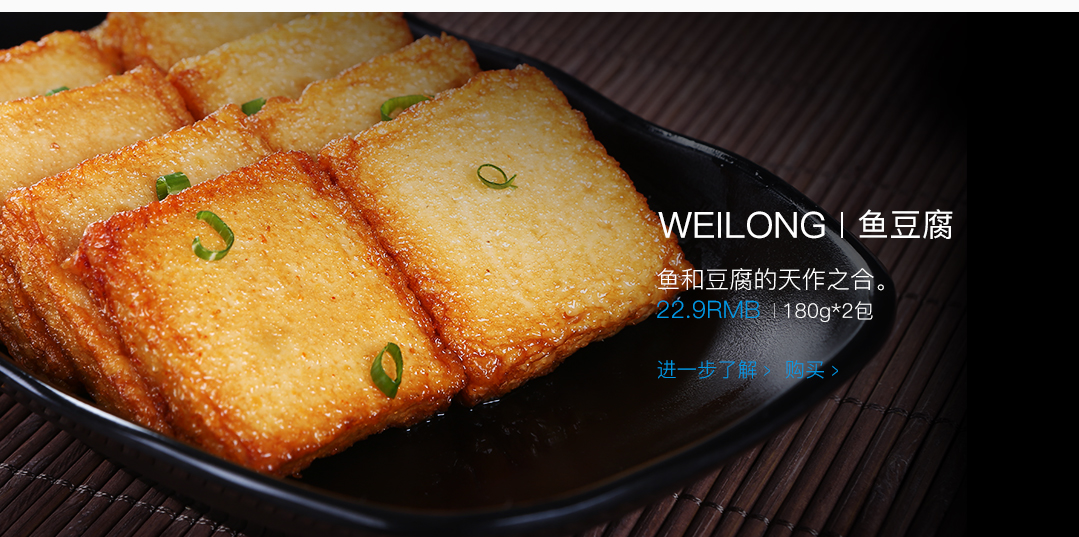 WEILONG | 鱼豆腐
鱼和豆腐的天作之合。
22.9RMB | 180g*2包
进一步了解 > 购买 >